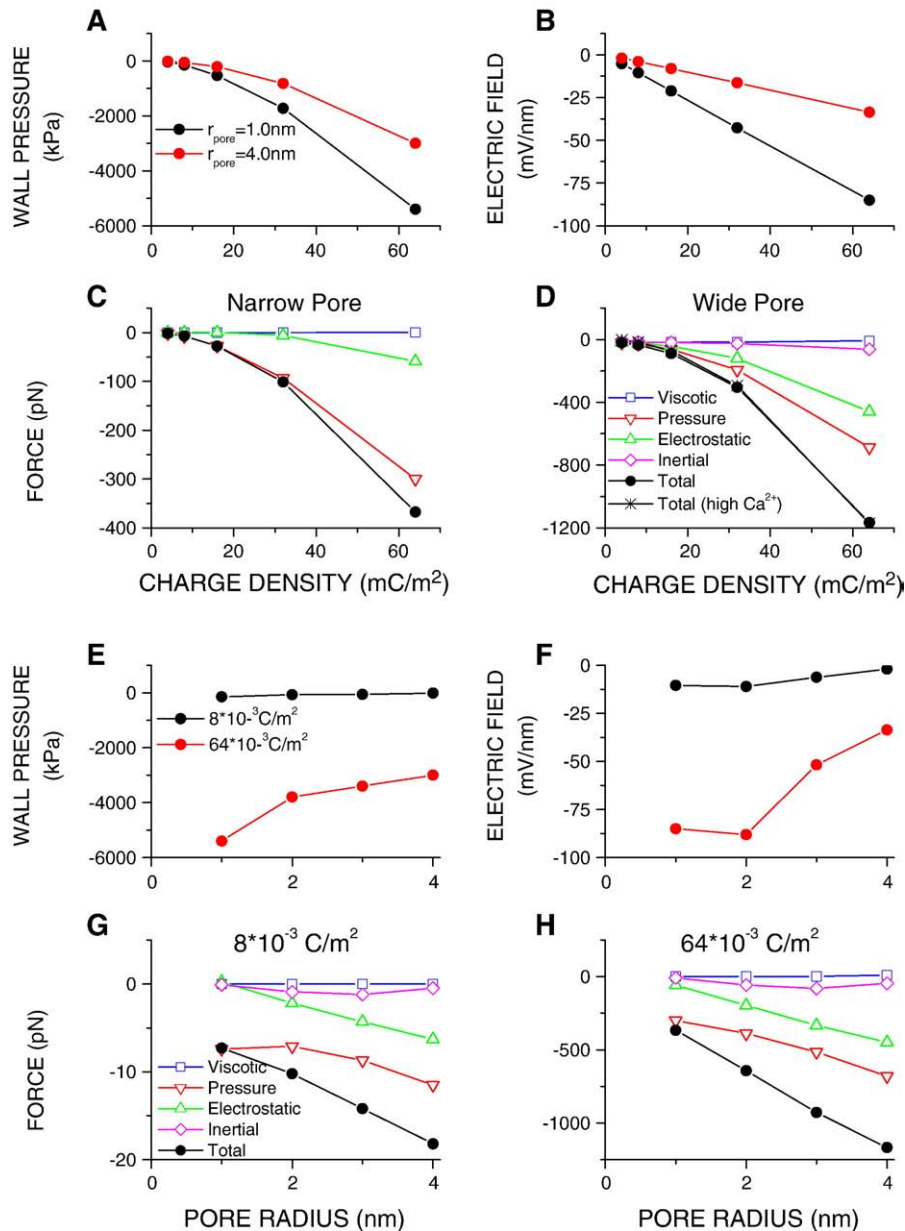 A
B
WALL PRESSURE
(kPa)
0
-2000
-4000
-6000
r_pore=1.0nm
r_pore=4.0nm
0 20 40 60
ELECTRIC FIELD
(mV/nm)
0
-25
-50
-75
-100
0 20 40 60
C
Narrow Pore
D
Wide Pore
FORCE (pN)
0
-100
-200
-300
-400
0 20 40 60
CHARGE DENSITY (mC/m²)
0
-400
-800
-1200
Viscotic
Pressure
Electrostatic
Inertial
Total
Total (high Ca²⁺)
0 20 40 60
CHARGE DENSITY (mC/m²)
E
F
WALL PRESSURE
(kPa)
0
-2000
-4000
-6000
8*10-³C/m²
64*10-³C/m²
0 2 4
ELECTRIC FIELD
(mV/nm)
0
-25
-50
-75
-100
0 2 4
G
8*10⁻³ C/m²
H
64*10⁻³ C/m²
FORCE (pN)
0
-10
-20
Viscotic
Pressure
Electrostatic
Inertial
Total
0 2 4
PORE RADIUS (nm)
0
-500
-1000
0 2 4
PORE RADIUS (nm)